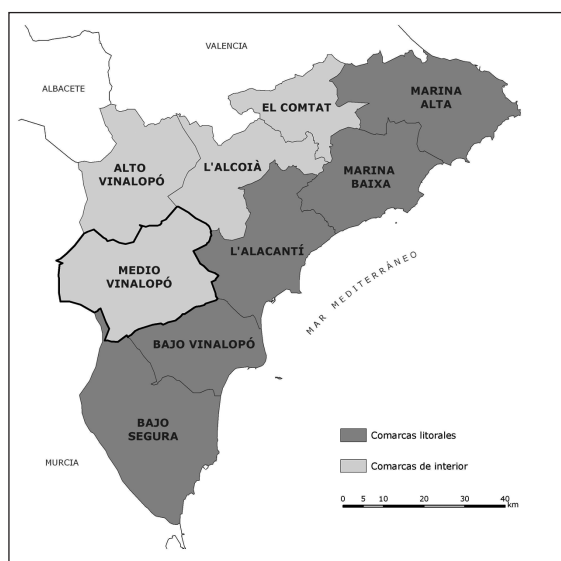 VALENCIA
ALBACETE
EL COMTAT
MARINA
ALTA
ALTO
VINALOPÓ
L'ALCOIÀ
MARINA
BAIXA
L'ALACANTÍ
MEDIO
VINALOPÓ
MAR MEDITERRÁNEO
BAJO VINALOPÓ
BAJO
SEGURA
MURCIA
Comarcas litorales
Comarcas de interior
0 5 10 20 30 40
km